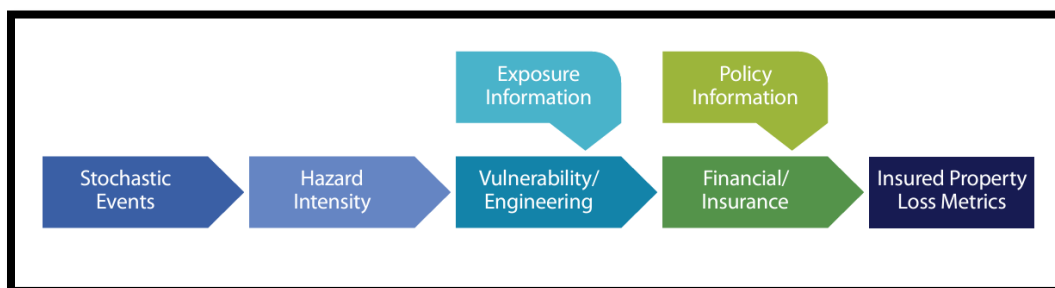 Exposure
Information
Policy
Information
Stochastic
Events
Hazard
Intensity
Vulnerability/
Engineering
Financial/
Insurance
Insured Property
Loss Metrics